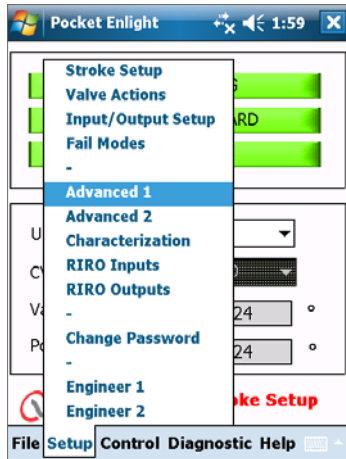 Pocket Enlight 1:59
Stroke Setup
Valve Actions
Input/Output Setup
Fail Modes
-
Advanced 1
Advanced 2
Characterization
RIRO Inputs
RIRO Outputs
-
Change Password
-
Engineer 1
Engineer 2
ARD
U
24 °
24 °
oke Setup
File Setup Control Diagnostic Help